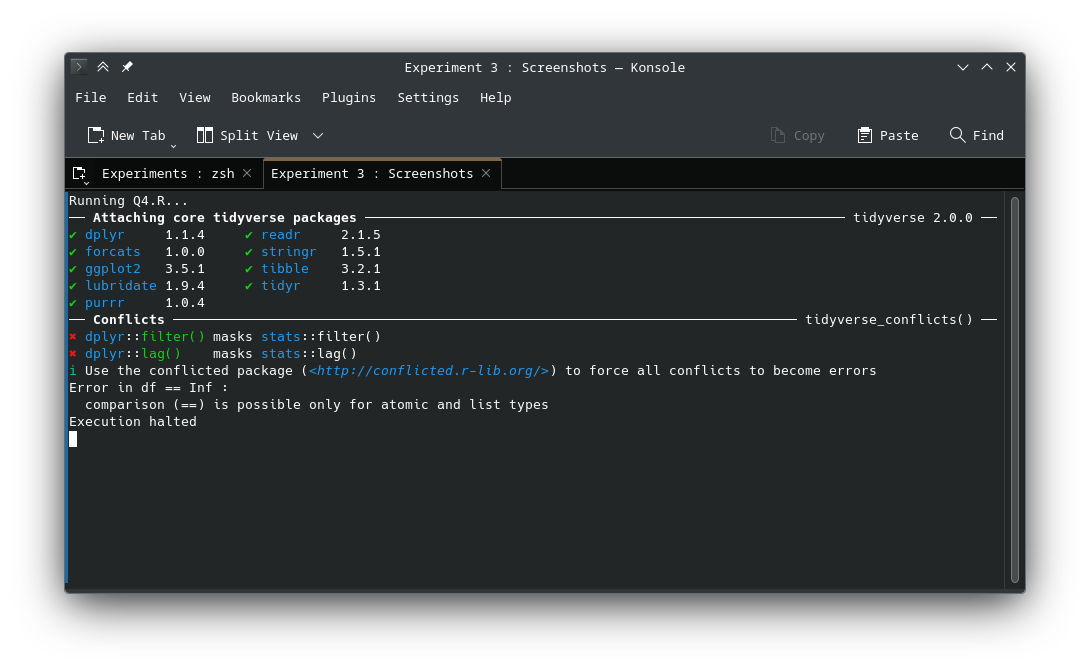 Experiment 3 : Screenshots — Konsole
File Edit View Bookmarks Plugins Settings Help
New Tab Split View Copy Paste Find
Experiments : zsh Experiment 3 : Screenshots
Running Q4.R...
── Attaching core tidyverse packages ──────────────────────── tidyverse 2.0.0 ──
✔ dplyr     1.1.4     ✔ readr     2.1.5
✔ forcats   1.0.0     ✔ stringr   1.5.1
✔ ggplot2   3.5.1     ✔ tibble    3.2.1
✔ lubridate 1.9.4     ✔ tidyr     1.3.1
✔ purrr     1.0.4
── Conflicts ────────────────────────────────────────── tidyverse_conflicts() ──
✖ dplyr::filter() masks stats::filter()
✖ dplyr::lag()    masks stats::lag()
ℹ Use the conflicted package (<http://conflicted.r-lib.org/>) to force all conflicts to become errors
Error in df == Inf :
  comparison (==) is possible only for atomic and list types
Execution halted